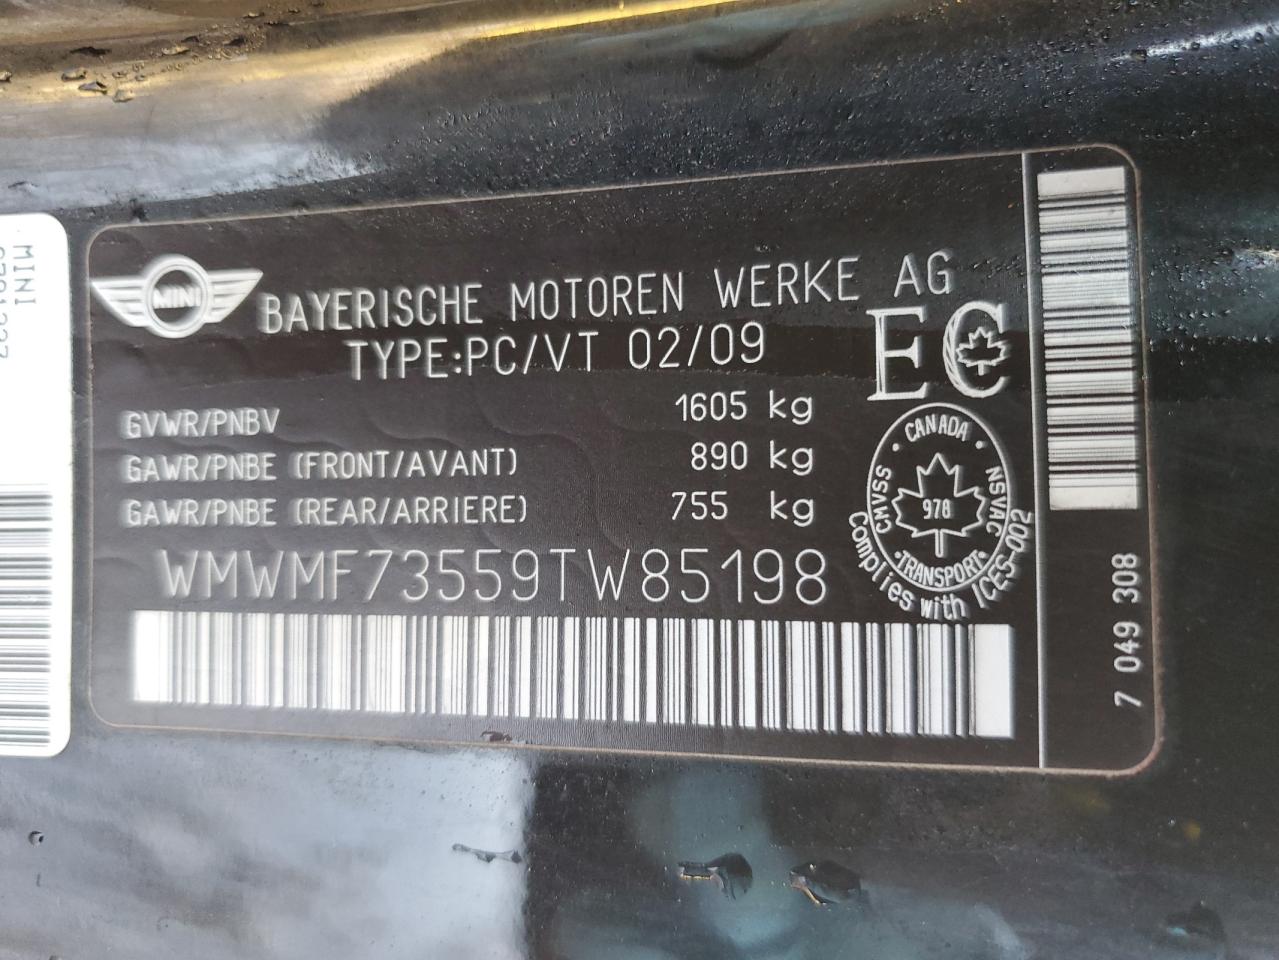 MINI
BAYERISCHE MOTOREN WERKE AG
TYPE:PC/VT 02/09
EC
GVWR/PNBV 1605 kg
GAWR/PNBE (FRONT/AVANT) 890 kg
GAWR/PNBE (REAR/ARRIERE) 755 kg
WMWMF73559TW85198
·CANADA·
CMVSS
NSVAC
978
·TRANSPORT·
Complies with ICES-002
7 049 308
MINI